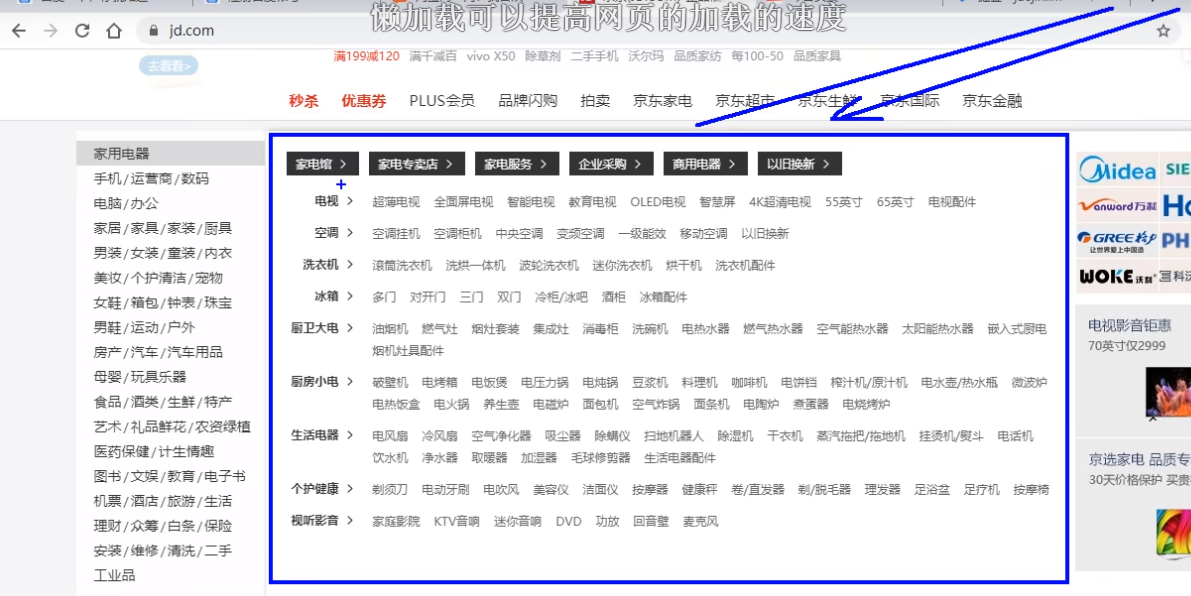 懒加载可以提高网页的加载的速度
jd.com
满199减120 满千减百 vivo X50 除草剂 二手手机 沃尔玛 品质家纺 每100-50 品质家具
去看看>
秒杀 优惠券 PLUS会员 品牌闪购 拍卖 京东家电 京东超市 京东生鲜 京东国际 京东金融
家用电器
手机/运营商/数码
电脑/办公
家居/家具/家装/厨具
男装/女装/童装/内衣
美妆/个护清洁/宠物
女鞋/箱包/钟表/珠宝
男鞋/运动/户外
房产/汽车/汽车用品
母婴/玩具乐器
食品/酒类/生鲜/特产
艺术/礼品鲜花/农资绿植
医药保健/计生情趣
图书/文娱/教育/电子书
机票/酒店/旅游/生活
理财/众筹/白条/保险
安装/维修/清洗/二手
工业品
家电馆 > 家电专卖店 > 家电服务 > 企业采购 > 商用电器 > 以旧换新 >
电视 > 超薄电视 全面屏电视 智能电视 教育电视 OLED电视 智慧屏 4K超清电视 55英寸 65英寸 电视配件
空调 > 空调挂机 空调柜机 中央空调 变频空调 一级能效 移动空调 以旧换新
洗衣机 > 滚筒洗衣机 洗烘一体机 波轮洗衣机 迷你洗衣机 烘干机 洗衣机配件
冰箱 > 多门 对开门 三门 双门 冷柜/冰吧 酒柜 冰箱配件
厨卫大电 > 油烟机 燃气灶 烟灶套装 集成灶 消毒柜 洗碗机 电热水器 燃气热水器 空气能热水器 太阳能热水器 嵌入式厨电
烟机灶具配件
厨房小电 > 破壁机 电烤箱 电饭煲 电压力锅 电炖锅 豆浆机 料理机 咖啡机 电饼铛 榨汁机/原汁机 电水壶/热水瓶 微波炉
电热饭盒 电火锅 养生壶 电磁炉 面包机 空气炸锅 面条机 电陶炉 煮蛋器 电烧烤炉
生活电器 > 电风扇 冷风扇 空气净化器 吸尘器 除螨仪 扫地机器人 除湿机 干衣机 蒸汽拖把/拖地机 挂烫机/熨斗 电话机
饮水机 净水器 取暖器 加湿器 毛球修剪器 生活电器配件
个护健康 > 剃须刀 电动牙刷 电吹风 美容仪 洁面仪 按摩器 健康秤 卷/直发器 剃/脱毛器 理发器 足浴盆 足疗机 按摩椅
视听影音 > 家庭影院 KTV音响 迷你音响 DVD 功放 回音壁 麦克风
Midea SIE
Vanward万和
GREE格力 PH
让世界爱上中国造
WOKE沃刻
电视影音钜惠
70英寸仅2999
京选家电 品质专
30天价格保护 买贵